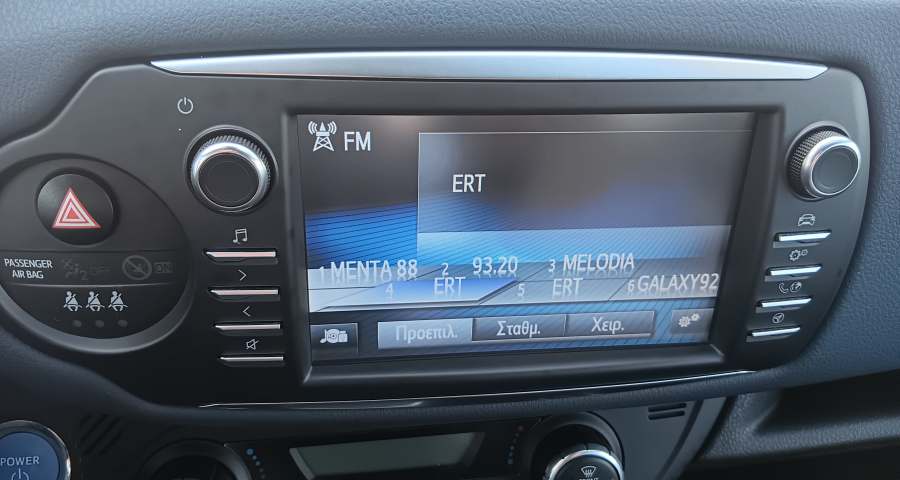 FM
ERT
1 MENTA 88 2 93.20 3 MELODIA
4 ERT 5 ERT 6 GALAXY92
Προεπιλ. Σταθμ. Χειρ.
PASSENGER
AIR BAG
OFF
ON
POWER
FRONT